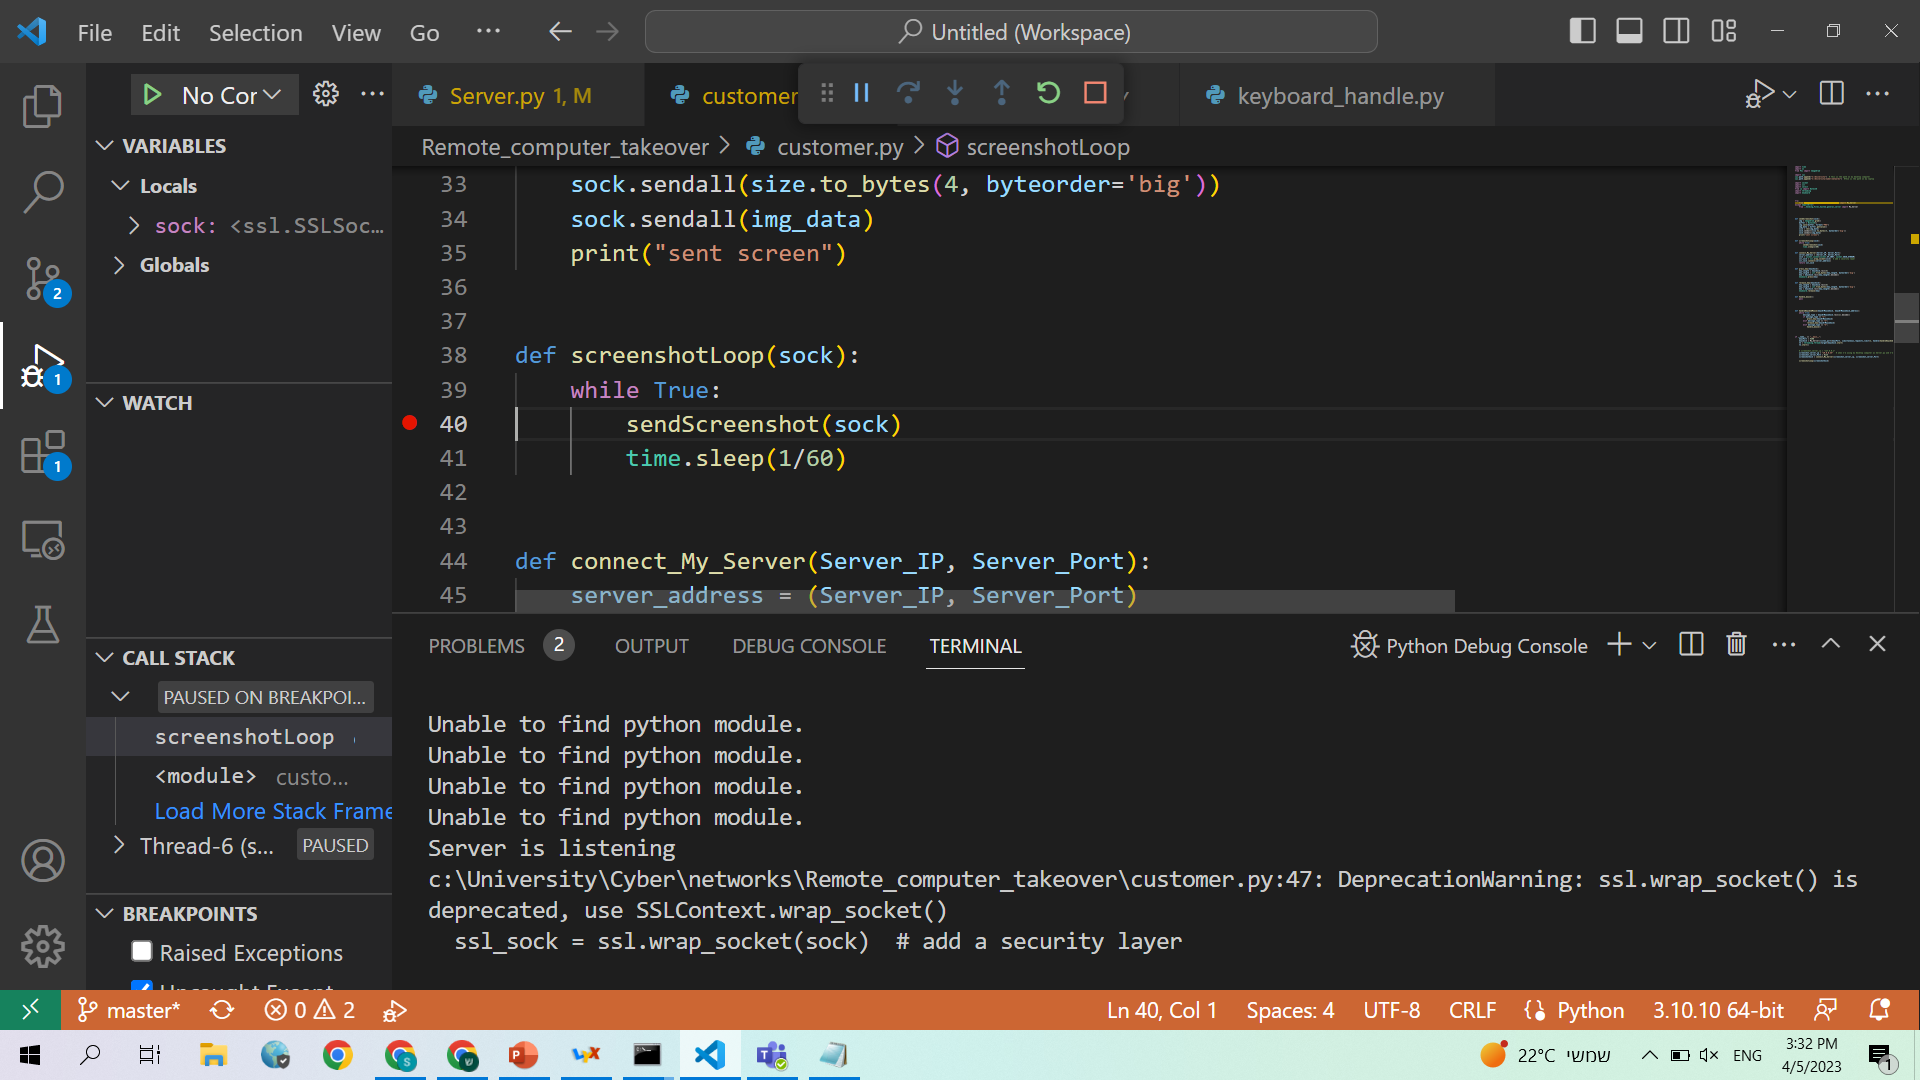 File Edit Selection View Go ··· Untitled (Workspace)
No Cor
Server.py 1, M
customer
keyboard_handle.py
Remote_computer_takeover > customer.py > screenshotLoop
VARIABLES
Locals
sock: <ssl.SSLSoc...
Globals
WATCH
CALL STACK
PAUSED ON BREAKPOI...
screenshotLoop
<module> custo...
Load More Stack Frame
Thread-6 (s... PAUSED
BREAKPOINTS
Raised Exceptions
2
1
1
33 sock.sendall(size.to_bytes(4, byteorder='big'))
34 sock.sendall(img_data)
35 print("sent screen")
36
37
38 def screenshotLoop(sock):
39 while True:
40 sendScreenshot(sock)
41 time.sleep(1/60)
42
43
44 def connect_My_Server(Server_IP, Server_Port):
45 server_address = (Server_IP, Server_Port)
PROBLEMS 2 OUTPUT DEBUG CONSOLE TERMINAL Python Debug Console
Unable to find python module.
Unable to find python module.
Unable to find python module.
Unable to find python module.
Server is listening
c:\University\Cyber\networks\Remote_computer_takeover\customer.py:47: DeprecationWarning: ssl.wrap_socket() is
deprecated, use SSLContext.wrap_socket()
ssl_sock = ssl.wrap_socket(sock) # add a security layer
master* 0 2 Ln 40, Col 1 Spaces: 4 UTF-8 CRLF Python 3.10.10 64-bit
22°C שמשי ENG 3:32 PM
4/5/2023
1